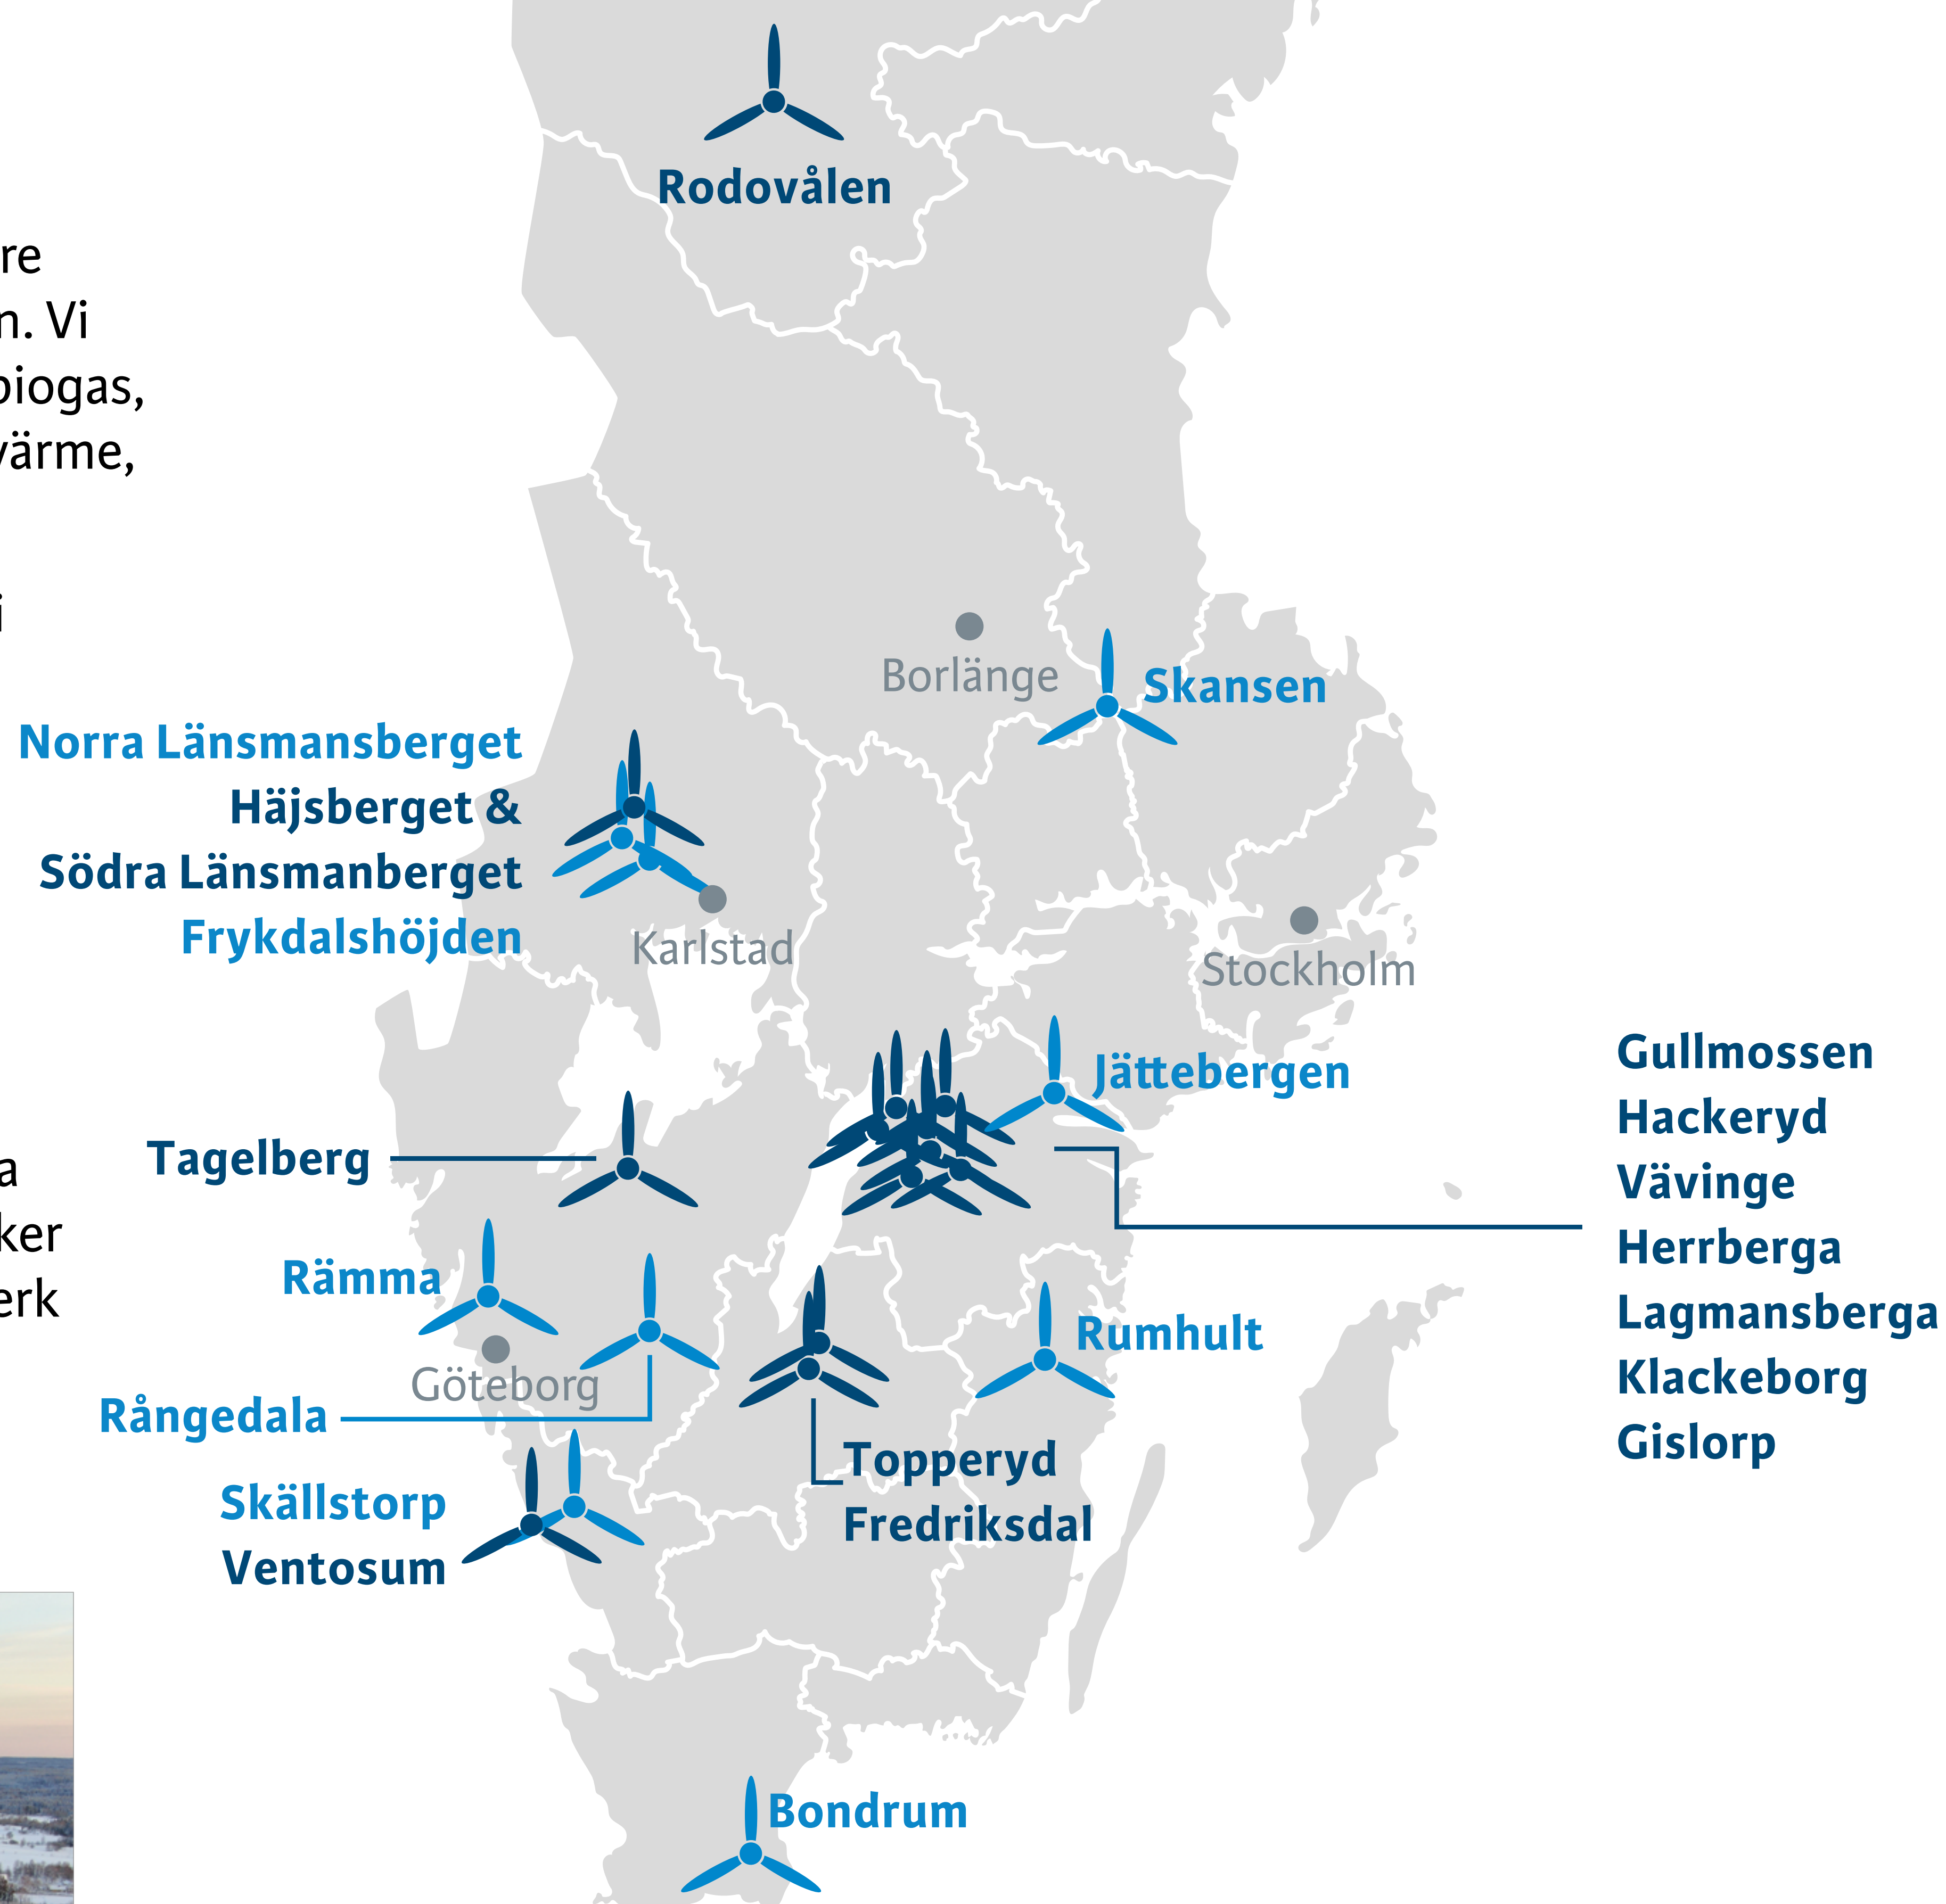 Rodovålen
re
n. Vi
biogas,
värme,
i
Borlänge
Skansen
Norra Länsmansberget
Häjsberget &
Södra Länsmanberget
Frykdalshöjden
Karlstad
Stockholm
Gullmossen
Hackeryd
Vävinge
Herrberga
Lagmansberga
Klackeborg
Gislorp
Jättebergen
Tagelberg
a
ker
erk
Rämma
Göteborg
Rumhult
Rångedala
Topperyd
Fredriksdal
Skällstorp
Ventosum
Bondrum